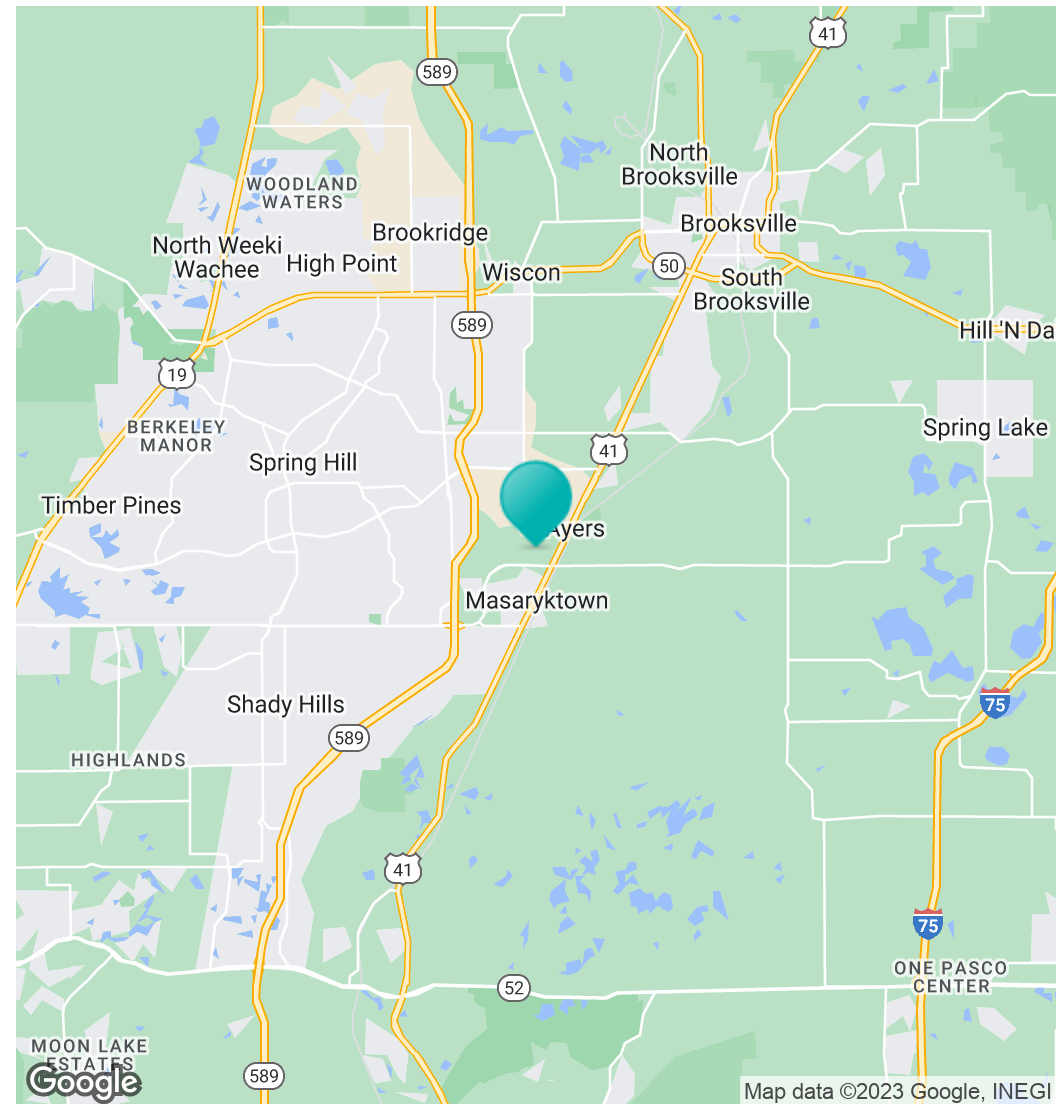 41
589
North
Brooksville
WOODLAND
WATERS
Brooksville
Brookridge
North Weeki
Wachee
High Point
Wiscon
50
South
Brooksville
589
Hill 'N Da
19
BERKELEY
MANOR
Spring Lake
41
Spring Hill
Timber Pines
Ayers
Masaryktown
Shady Hills
75
589
HIGHLANDS
41
75
ONE PASCO
CENTER
52
MOON LAKE
ESTATES
589
Google
Map data ©2023 Google, INEGI